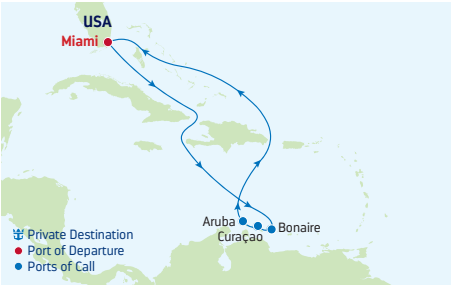 USA
Miami
Aruba
Curaçao
Bonaire
Private Destination
Port of Departure
Ports of Call